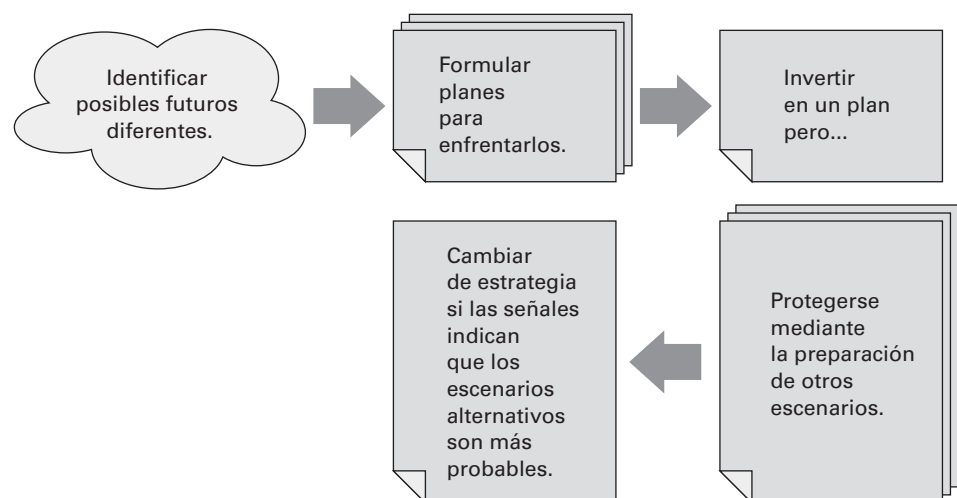 Identificar
posibles futuros
diferentes.
Formular
planes
para
enfrentarlos.
Invertir
en un plan
pero...
Protegerse
mediante
la preparación
de otros
escenarios.
Cambiar
de estrategia
si las señales
indican
que los
escenarios
alternativos
son más
probables.